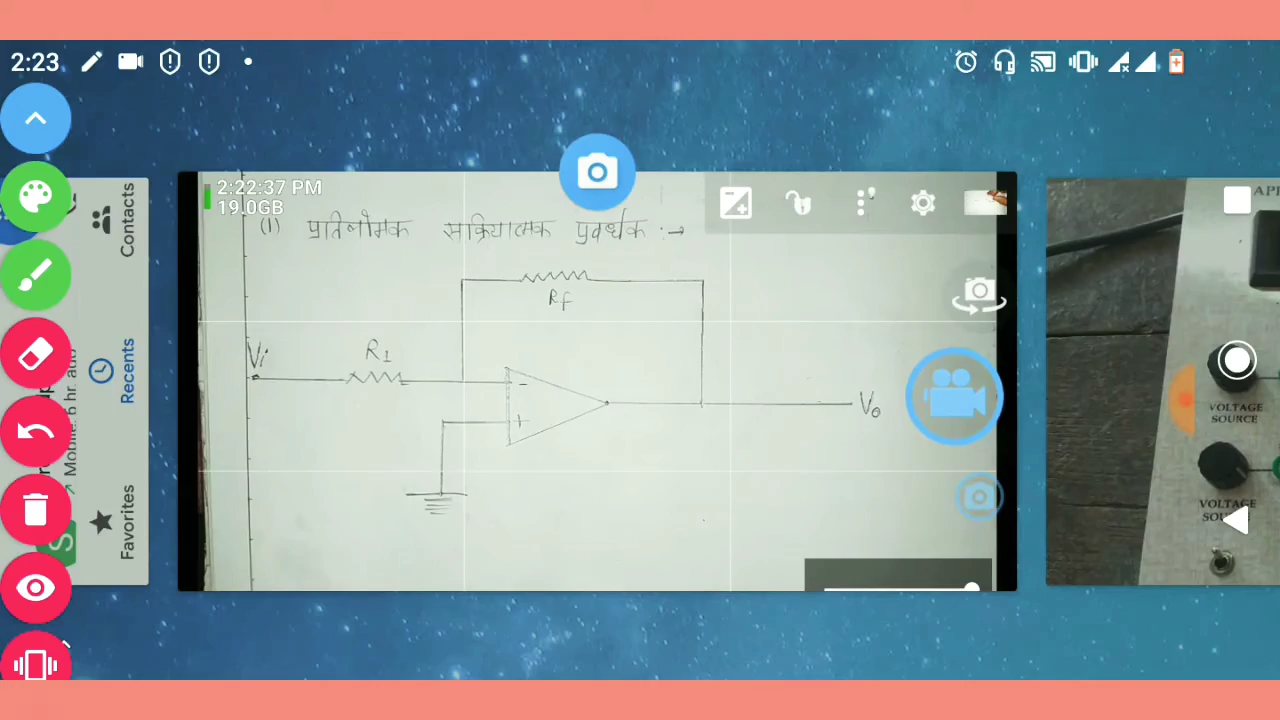 2:23
2:22:37 PM
19.0GB
(1) प्रतिलोमक सक्रियात्मक प्रवर्धक :→
Rf
Vi
R1
-
+
Vo
Contacts
Recents
Favorites
VOLTAGE
SOURCE
VOLTAGE